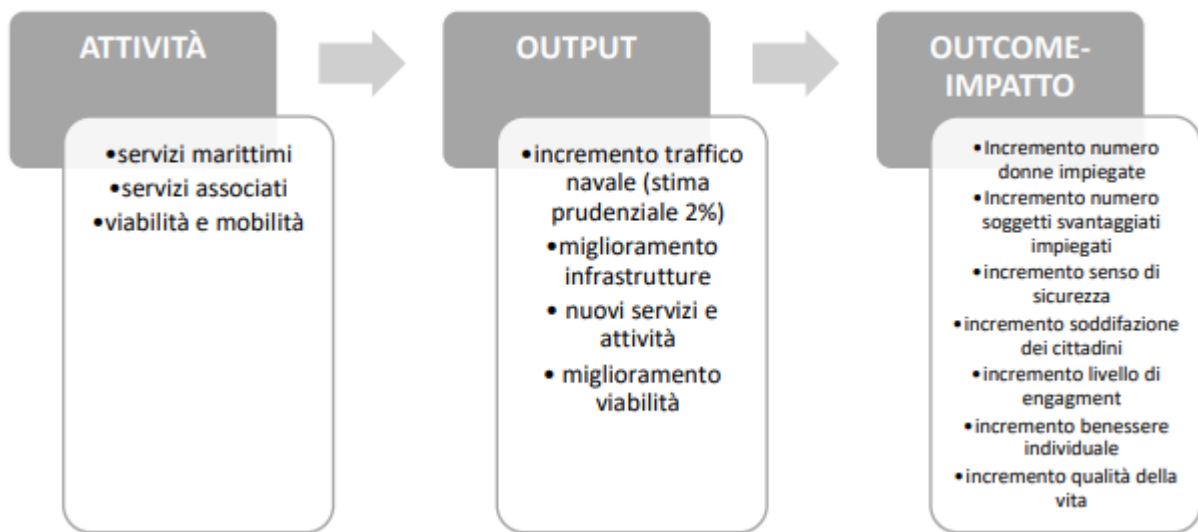 ATTIVITÀ
•servizi marittimi
•servizi associati
•viabilità e mobilità
OUTPUT
•incremento traffico
navale (stima
prudenziale 2%)
•miglioramento
infrastrutture
• nuovi servizi e
attività
• miglioramento
viabilità
OUTCOME-
IMPATTO
•Incremento numero
donne impiegate
•Incremento numero
soggetti svantaggiati
impiegati
•incremento senso di
sicurezza
•incremento soddifazione
dei cittadini
•incremento livello di
engagment
•incremento benessere
individuale
•incremento qualità della
vita